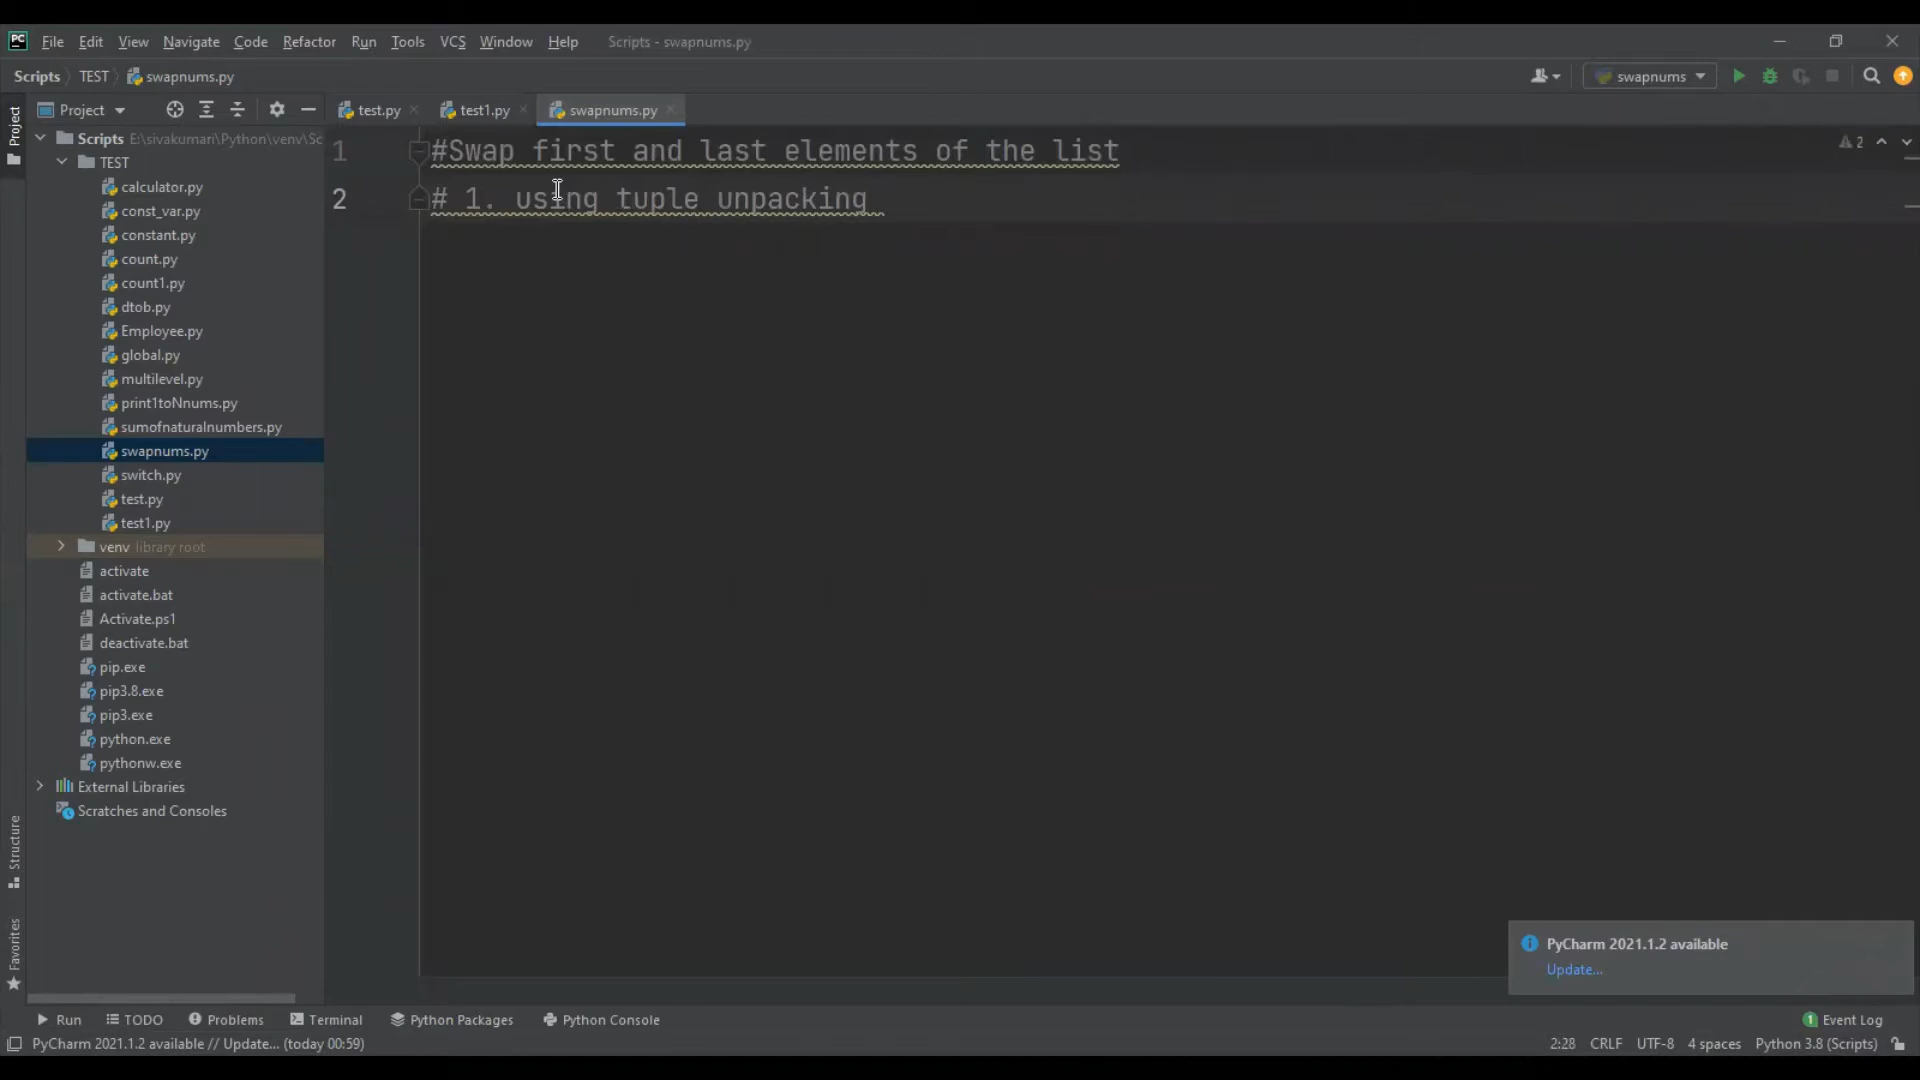 PC File Edit View Navigate Code Refactor Run Tools VCS Window Help Scripts - swapnums.py
Scripts TEST swapnums.py swapnums
Project test.py test1.py swapnums.py
Project
Scripts E:\sivakumari\Python\venv\Sc
TEST
calculator.py
const_var.py
constant.py
count.py
count1.py
dtob.py
Employee.py
global.py
multilevel.py
print1toNnums.py
sumofnaturalnumbers.py
swapnums.py
switch.py
test.py
test1.py
venv library root
activate
activate.bat
Activate.ps1
deactivate.bat
pip.exe
pip3.8.exe
pip3.exe
python.exe
pythonw.exe
External Libraries
Scratches and Consoles
1 #Swap first and last elements of the list
2 # 1. using tuple unpacking
2
Structure
Favorites
PyCharm 2021.1.2 available
Update...
Run TODO Problems Terminal Python Packages Python Console 1 Event Log
PyCharm 2021.1.2 available // Update... (today 00:59) 2:28 CRLF UTF-8 4 spaces Python 3.8 (Scripts)